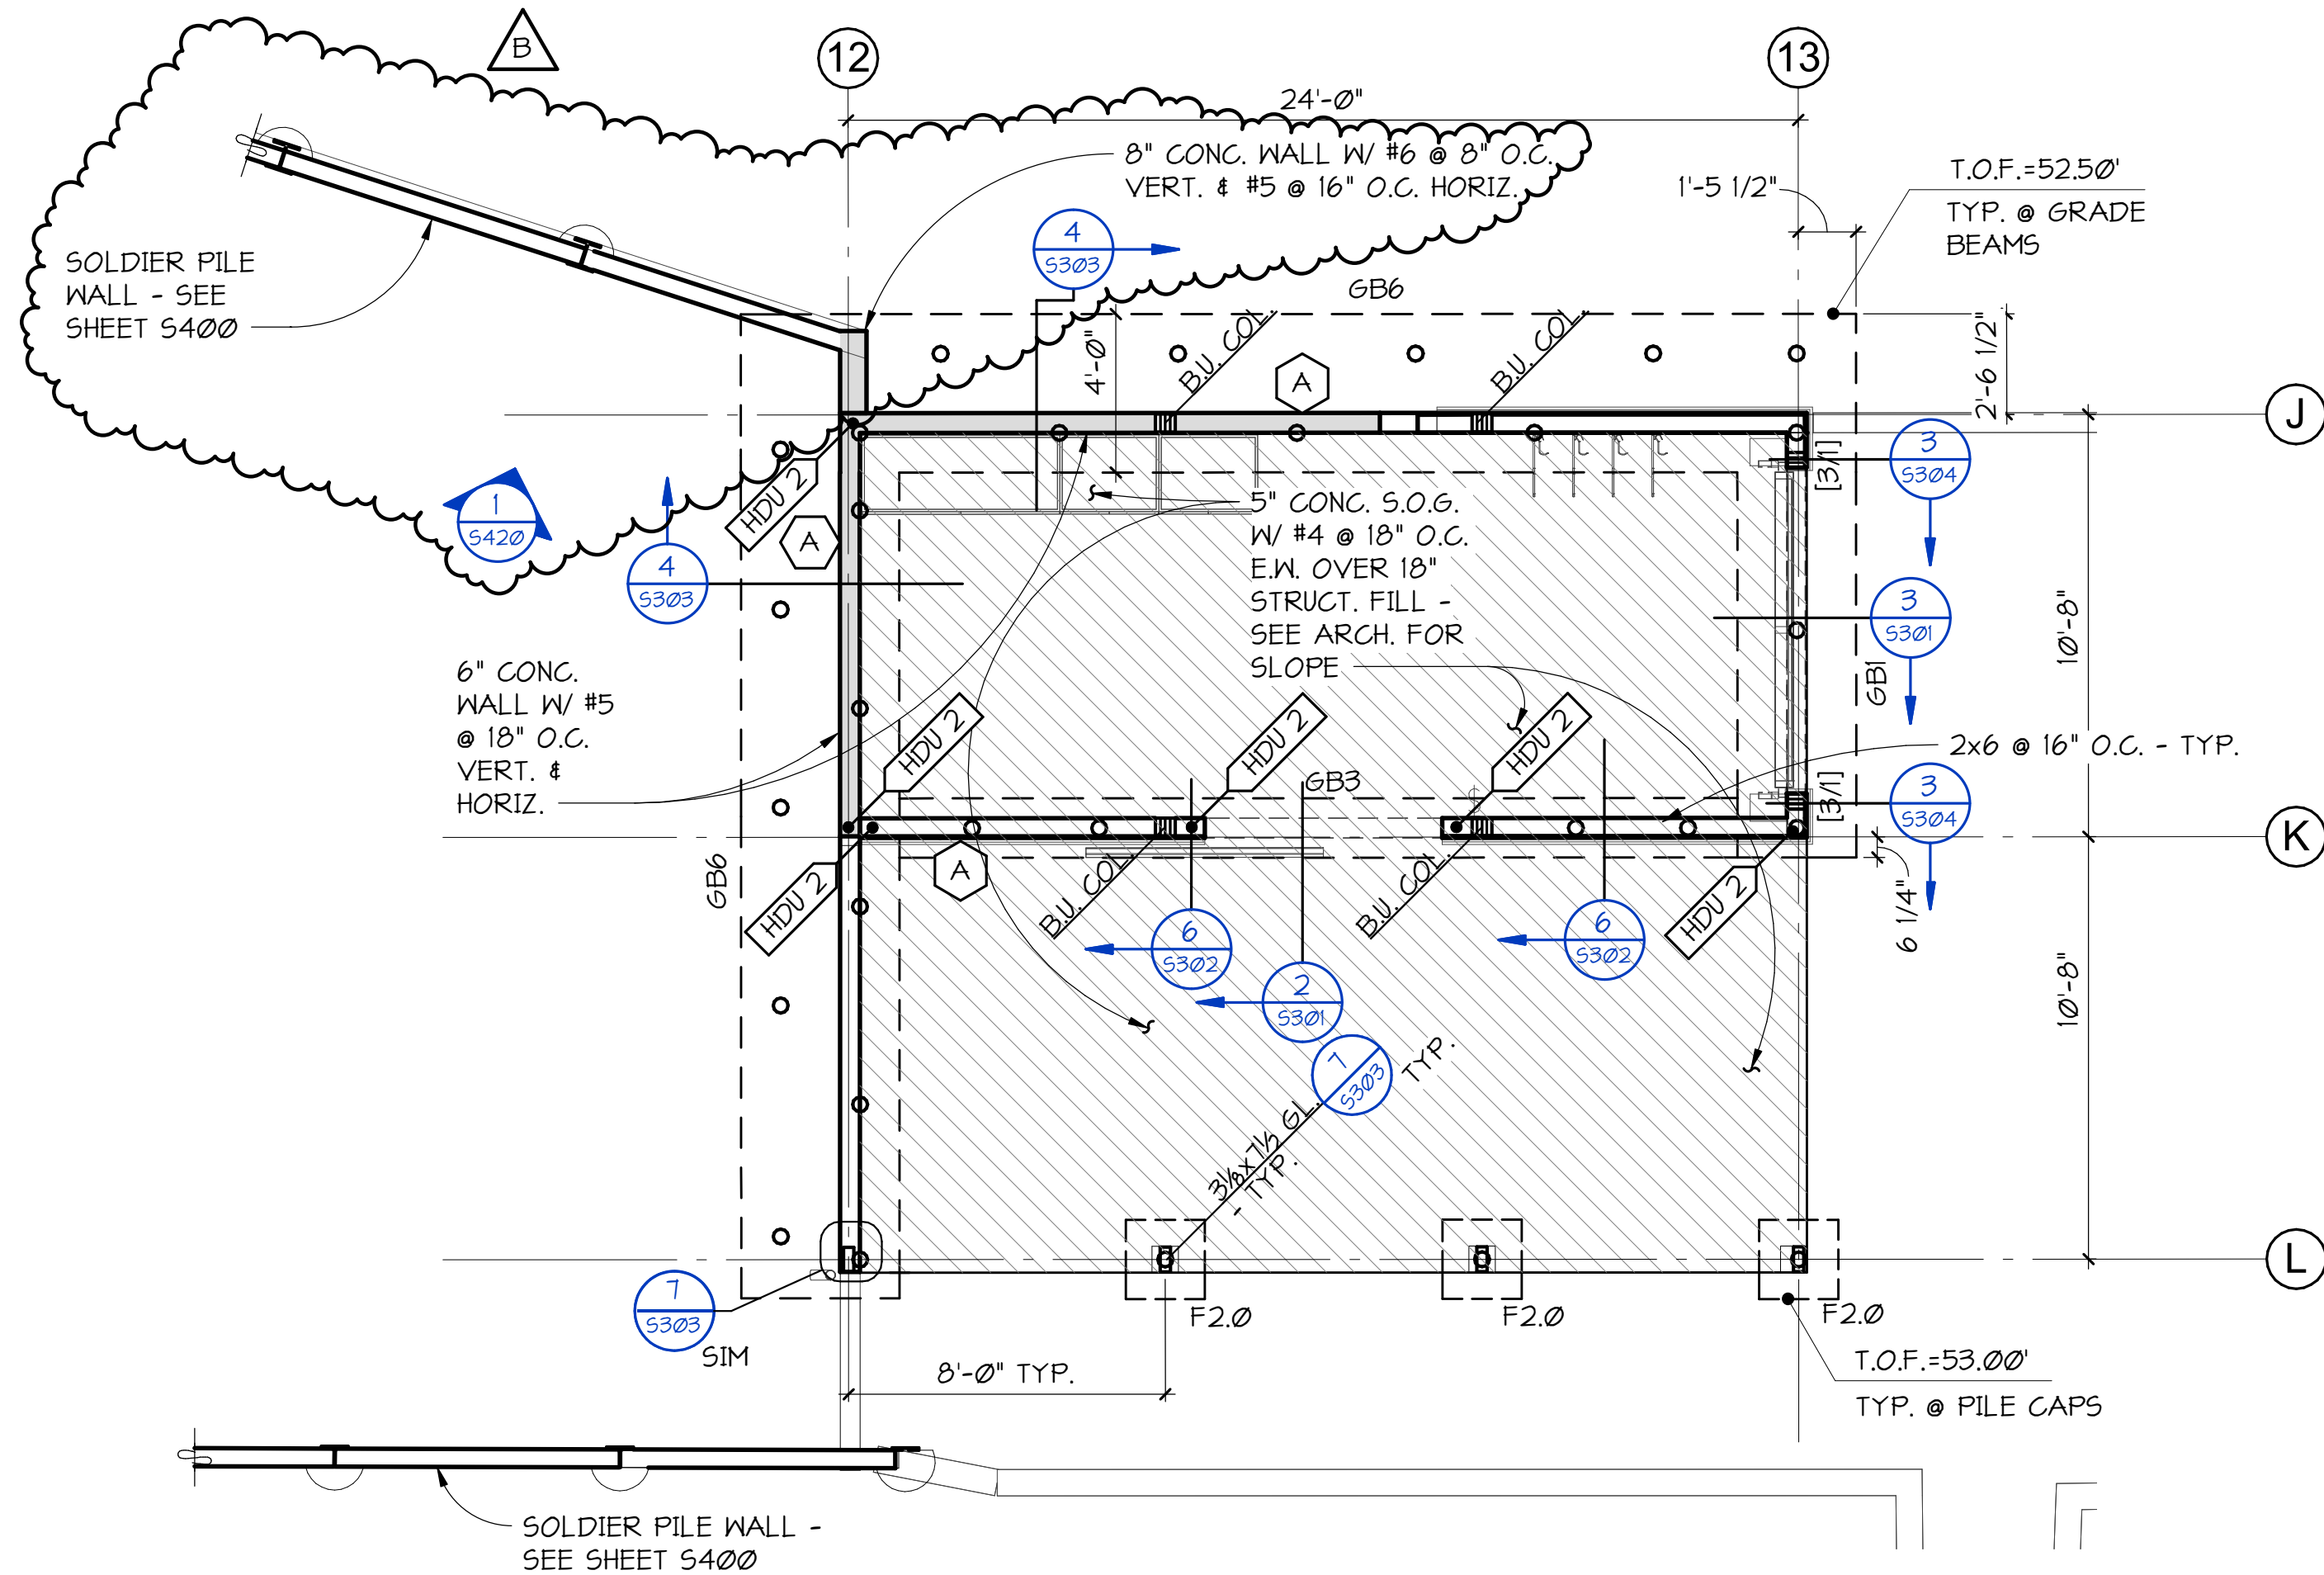 B
12
13
24'-0"
8" CONC. WALL W/ #6 @ 8" O.C.
VERT. & #5 @ 16" O.C. HORIZ.
1'-5 1/2"
T.O.F.=52.50'
TYP. @ GRADE
BEAMS
SOLDIER PILE
WALL - SEE
SHEET S400
4
S303
GB6
4'-0"
B.U. COL.
B.U. COL.
A
2'-6 1/2"
J
3
S304
[3/1]
1
S420
HDU 2
A
4
S303
5" CONC. S.O.G.
W/ #4 @ 18" O.C.
E.W. OVER 18"
STRUCT. FILL -
SEE ARCH. FOR
SLOPE
3
S301
GB1
10'-8"
6" CONC.
WALL W/ #5
@ 18" O.C.
VERT. &
HORIZ.
HDU 2
HDU 2
HDU 2
GB3
2x6 @ 16" O.C. - TYP.
[3/1]
3
S304
K
GB6
HDU 2
A
B.U. COL.
B.U. COL.
HDU 2
6 1/4"
6
S302
6
S302
2
S301
10'-8"
7
S303
TYP.
3⅛x7½ GL.
- TYP.
L
7
S303
SIM
F2.0
F2.0
F2.0
8'-0" TYP.
T.O.F.=53.00'
TYP. @ PILE CAPS
SOLDIER PILE WALL -
SEE SHEET S400